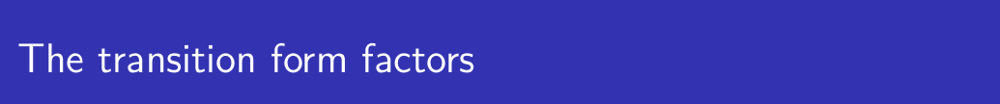 The transition form factors